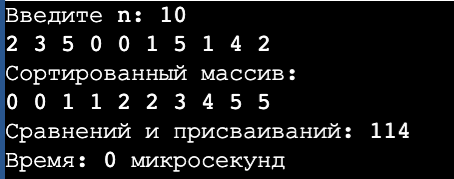 Введите n: 10
2 3 5 0 0 1 5 1 4 2
Сортированный массив:
0 0 1 1 2 2 3 4 5 5
Сравнений и присваиваний: 114
Время: 0 микросекунд